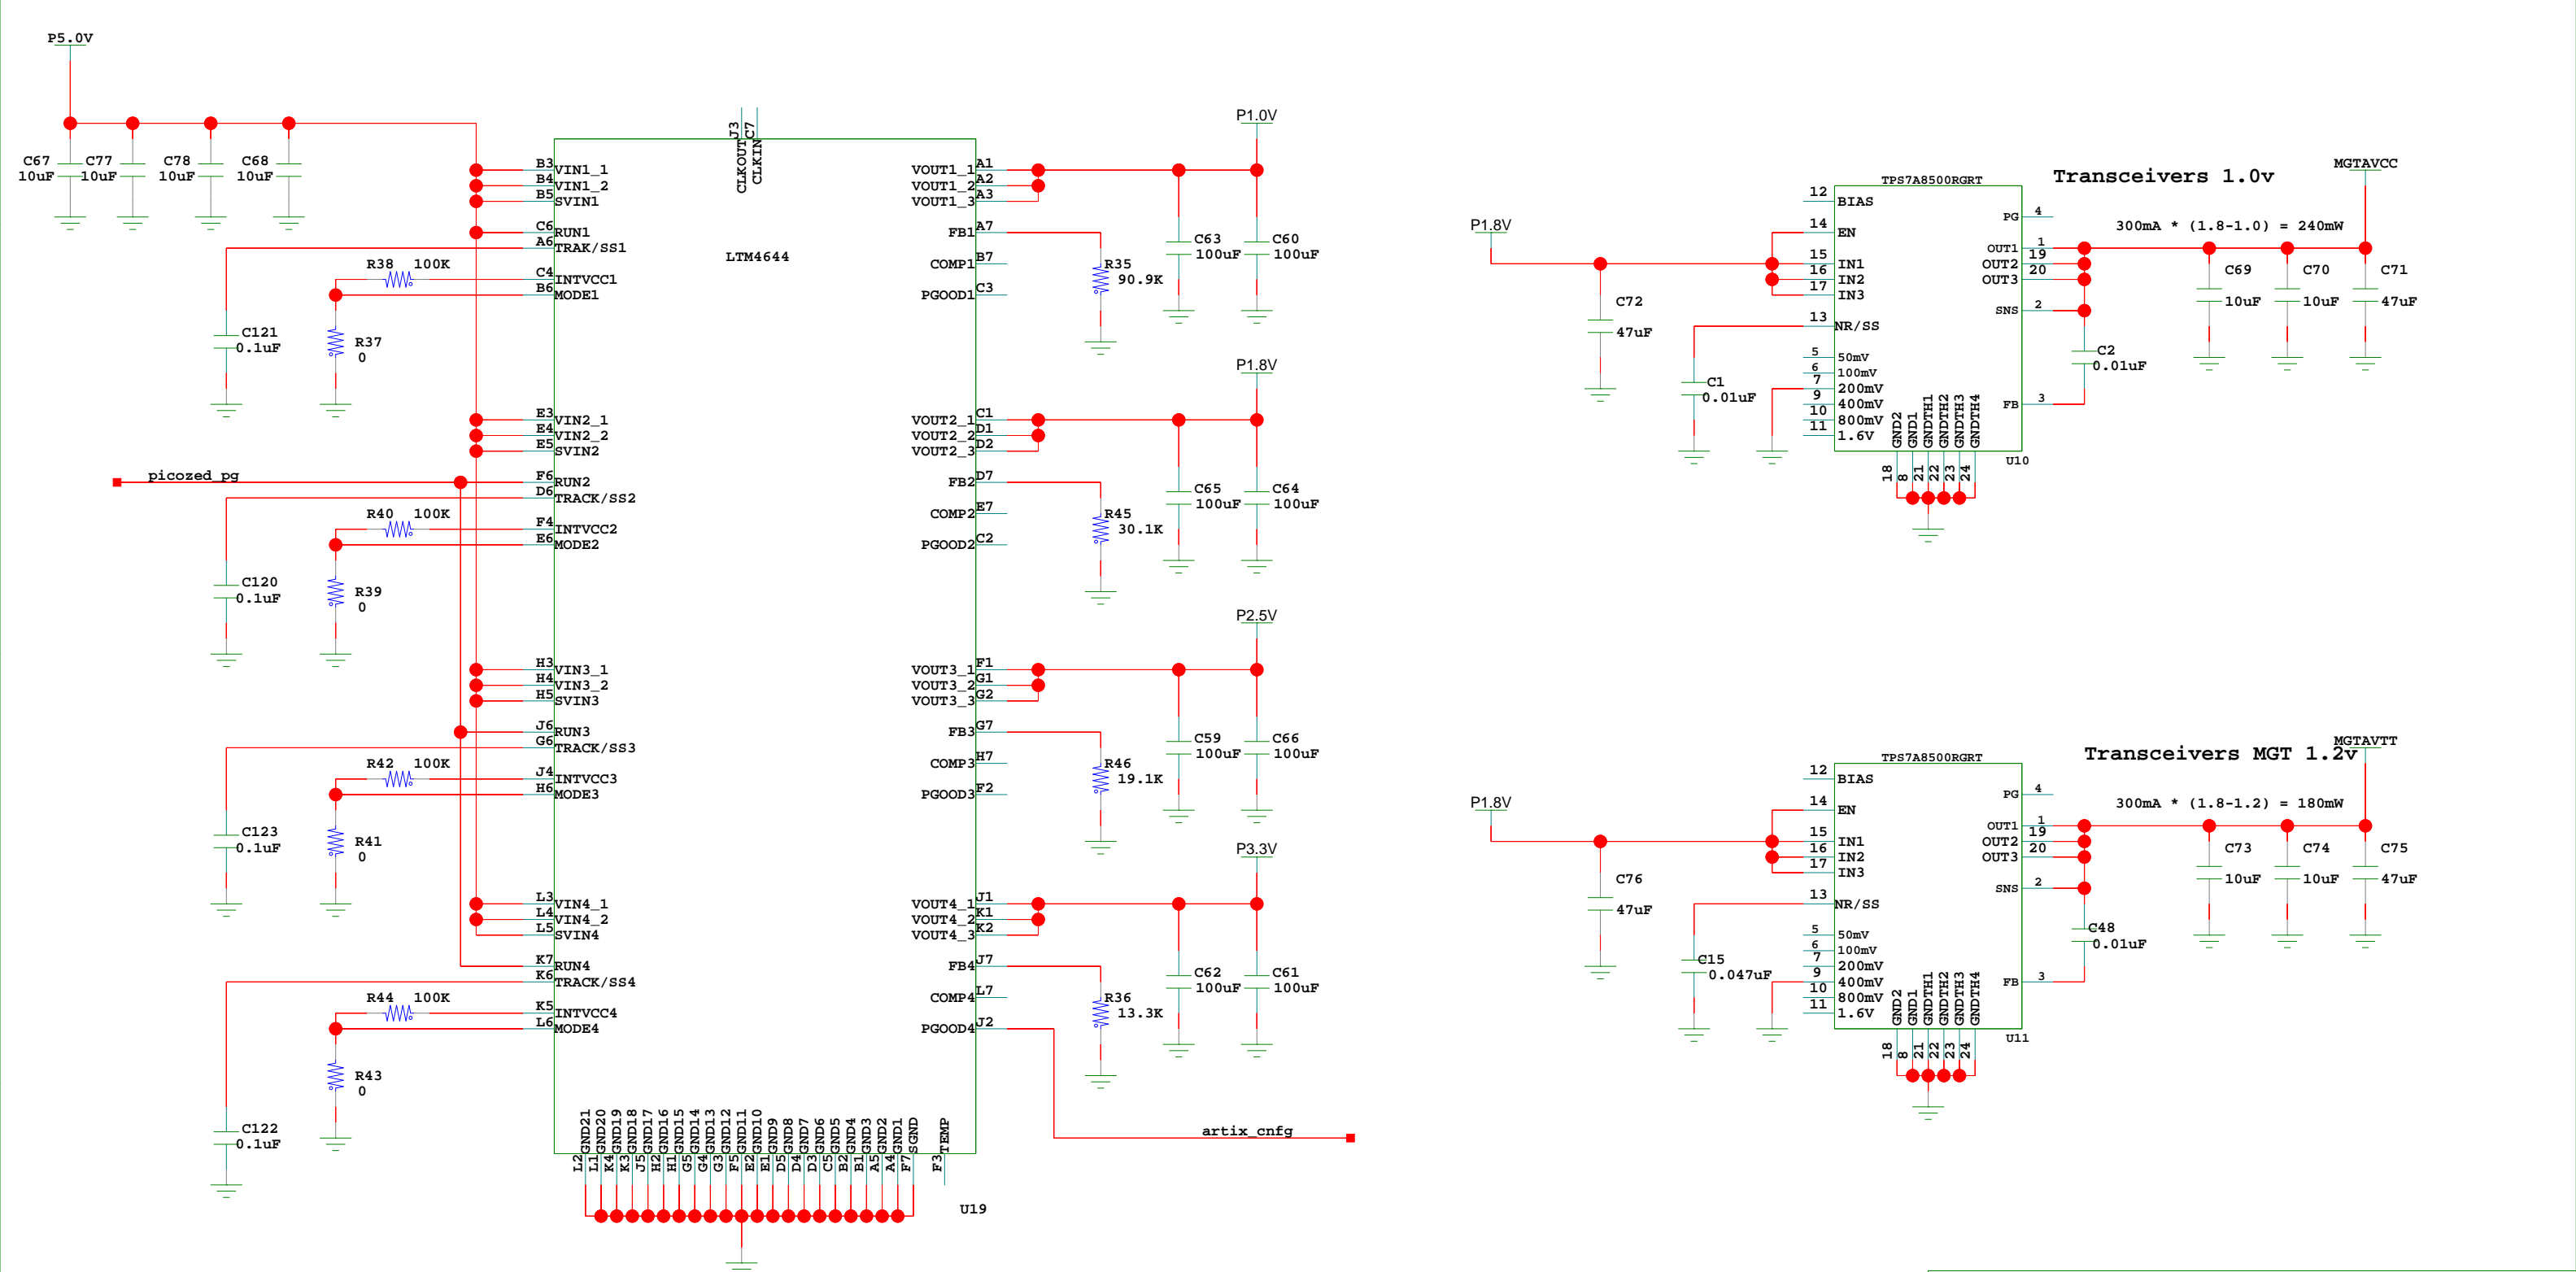 P5.0V
C67
10uF
C77
10uF
C78
10uF
C68
10uF
J3
CLKOUT
C7
CLKIN
LTM4644
B3
VIN1_1
B4
VIN1_2
B5
SVIN1
C6
RUN1
A6
TRAK/SS1
R38 100K
C4
INTVCC1
B6
MODE1
C121
0.1uF
R37
0
E3
VIN2_1
E4
VIN2_2
E5
SVIN2
picozed_pg
F6
RUN2
D6
TRACK/SS2
R40 100K
F4
INTVCC2
E6
MODE2
C120
0.1uF
R39
0
H3
VIN3_1
H4
VIN3_2
H5
SVIN3
J6
RUN3
G6
TRACK/SS3
R42 100K
J4
INTVCC3
H6
MODE3
C123
0.1uF
R41
0
L3
VIN4_1
L4
VIN4_2
L5
SVIN4
K7
RUN4
K6
TRACK/SS4
R44 100K
K5
INTVCC4
L6
MODE4
R43
0
C122
0.1uF
VOUT1_1
A1
VOUT1_2
A2
VOUT1_3
A3
FB1
A7
COMP1
B7
PGOOD1
C3
P1.0V
C63
100uF
C60
100uF
R35
90.9K
VOUT2_1
C1
VOUT2_2
D1
VOUT2_3
D2
FB2
D7
COMP2
E7
PGOOD2
C2
P1.8V
C65
100uF
C64
100uF
R45
30.1K
VOUT3_1
F1
VOUT3_2
G1
VOUT3_3
G2
FB3
G7
COMP3
H7
PGOOD3
F2
P2.5V
C59
100uF
C66
100uF
R46
19.1K
VOUT4_1
J1
VOUT4_2
K1
VOUT4_3
K2
FB4
J7
COMP4
L7
PGOOD4
J2
P3.3V
C62
100uF
C61
100uF
R36
13.3K
artix_cnfg
L2 GND21
L1 GND20
K4 GND19
K3 GND18
J5 GND17
H2 GND16
H1 GND15
G5 GND14
G4 GND13
G3 GND12
F5 GND11
E2 GND10
E1 GND9
D5 GND8
D4 GND7
D3 GND6
C5 GND5
B2 GND4
B1 GND3
A5 GND2
A4 GND1
F7 SGND
F3 TEMP
U19
P1.8V
C72
47uF
C1
0.01uF
TPS7A8500RGRT
12
BIAS
14
EN
15
IN1
16
IN2
17
IN3
13
NR/SS
5
50mV
6
100mV
7
200mV
9
400mV
10
800mV
11
1.6V
PG
4
OUT1
1
OUT2
19
OUT3
20
SNS
2
FB
3
18 GND2
8 GND1
21 GNDTH1
22 GNDTH2
23 GNDTH3
24 GNDTH4
U10
Transceivers 1.0v
MGTAVCC
300mA * (1.8-1.0) = 240mW
C69
10uF
C70
10uF
C71
47uF
C2
0.01uF
P1.8V
C76
47uF
C15
0.047uF
TPS7A8500RGRT
12
BIAS
14
EN
15
IN1
16
IN2
17
IN3
13
NR/SS
5
50mV
6
100mV
7
200mV
9
400mV
10
800mV
11
1.6V
PG
4
OUT1
1
OUT2
19
OUT3
20
SNS
2
FB
3
18 GND2
8 GND1
21 GNDTH1
22 GNDTH2
23 GNDTH3
24 GNDTH4
U11
Transceivers MGT 1.2v
MGTAVTT
300mA * (1.8-1.2) = 180mW
C73
10uF
C74
10uF
C75
47uF
C48
0.01uF